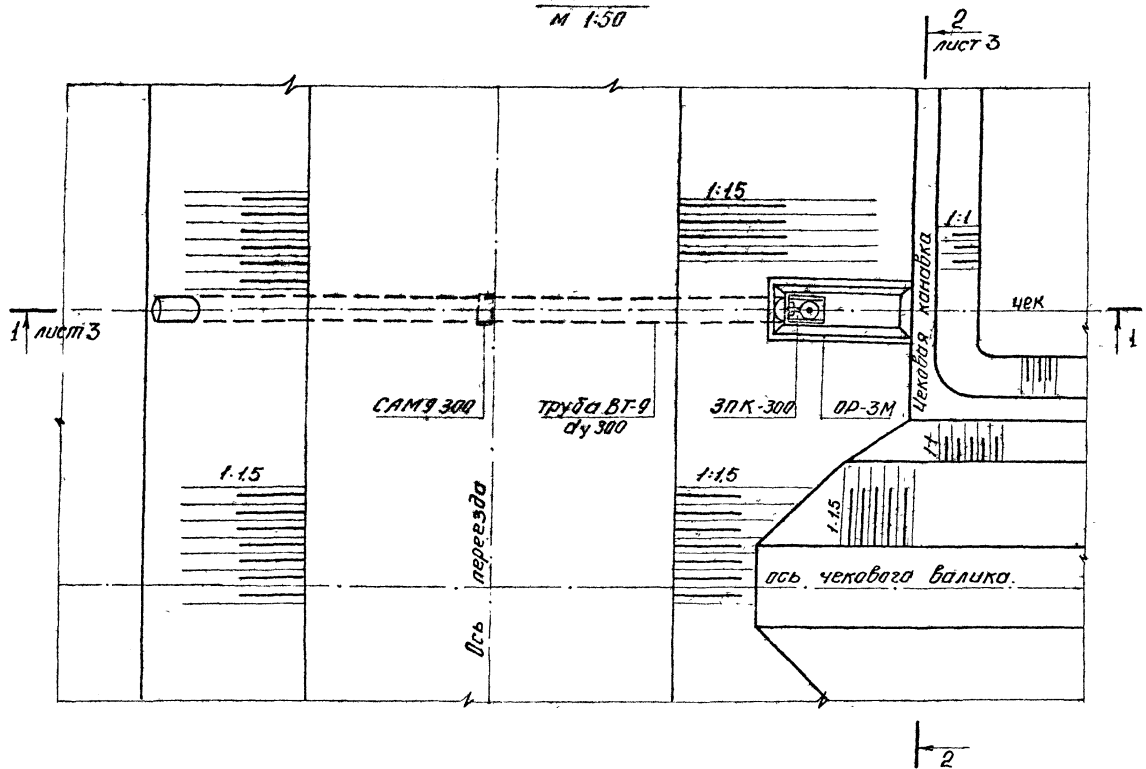 М 1:50
2
лист 3
1:15
1:1
Чековая канавка
чек
1 лист 3
1
САМ9 300
труба ВТ-9
dу 300
ЗПК-300
ОР-3М
1:1
1:1.5
1:1.5
1:1.5
Ось переезда
ось чекового валика.
2